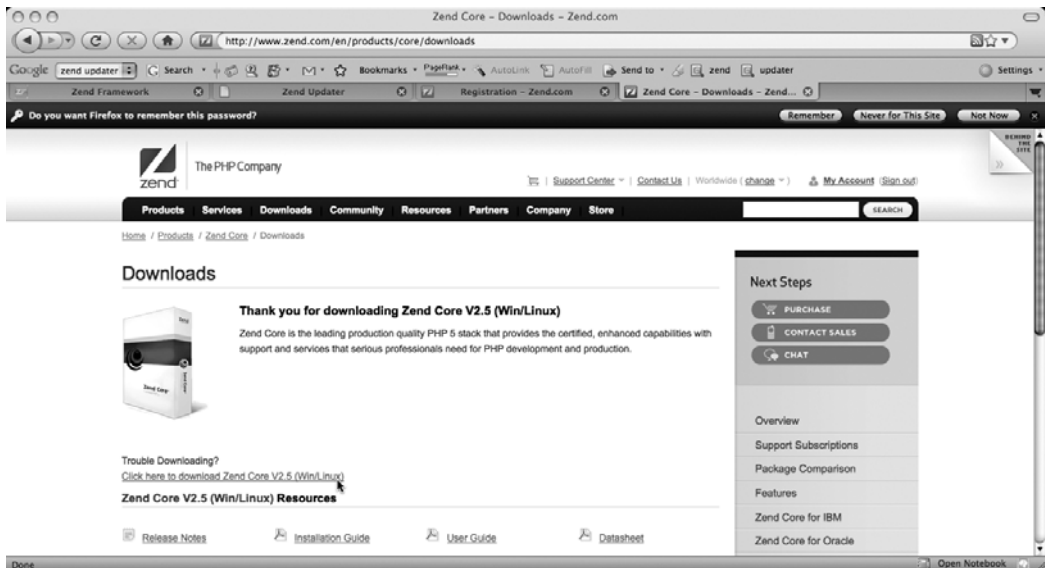 Zend Core – Downloads – Zend.com
http://www.zend.com/en/products/core/downloads
Google zend updater Search Bookmarks PageRank AutoLink AutoFill Send to zend updater Settings
Zend Framework Zend Updater Registration – Zend.com Zend Core – Downloads – Zend...
Do you want Firefox to remember this password? Remember Never for This Site Not Now
BEHIND THE SITE
zend The PHP Company
Support Center | Contact Us | Worldwide ( change ) My Account (Sign out)
Products Services Downloads Community Resources Partners Company Store SEARCH
Home / Products / Zend Core / Downloads
Downloads
Thank you for downloading Zend Core V2.5 (Win/Linux)
Zend Core is the leading production quality PHP 5 stack that provides the certified, enhanced capabilities with
support and services that serious professionals need for PHP development and production.
zend
Zend Core
Trouble Downloading?
Click here to download Zend Core V2.5 (Win/Linux)
Zend Core V2.5 (Win/Linux) Resources
Release Notes Installation Guide User Guide Datasheet
Next Steps
PURCHASE
CONTACT SALES
CHAT
Overview
Support Subscriptions
Package Comparison
Features
Zend Core for IBM
Zend Core for Oracle
Done Open Notebook